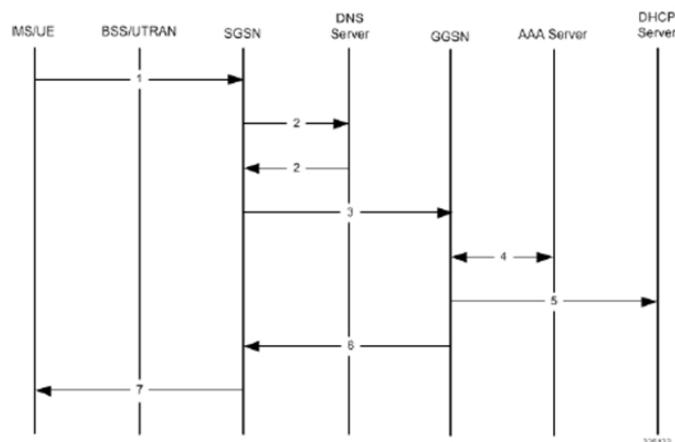 MS/UE
BSS/UTRAN
SGSN
DNS
Server
GGSN
AAA Server
DHCP
Server
1
2
2
3
4
5
6
7